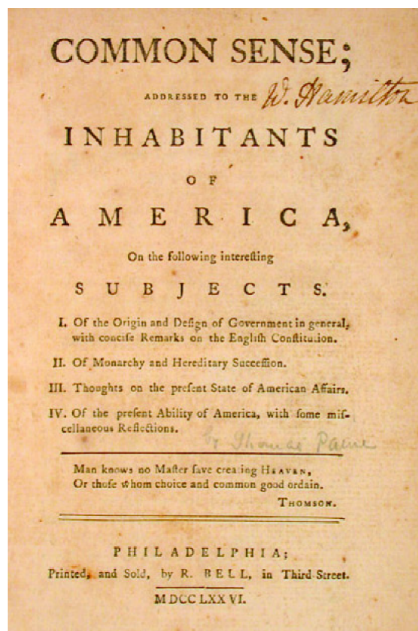 COMMON SENSE;
ADDRESSED TO THE W. Hamilton
INHABITANTS
OF
AMERICA,
On the following intereſting
SUBJECTS.
I. Of the Origin and Deſign of Government in general,
with conciſe Remarks on the Engliſh Conſtitution.
II. Of Monarchy and Hereditary Succeſſion.
III. Thoughts on the preſent State of American Affairs.
IV. Of the preſent Ability of America, with ſome miſ-
cellaneous Reflections.
by Thomas Paine
Man knows no Maſter ſave creating HEAVEN,
Or thoſe whom choice and common good ordain.
THOMSON.
PHILADELPHIA;
Printed, and Sold, by R. BELL, in Third-Street.
MDCCLXXVI.